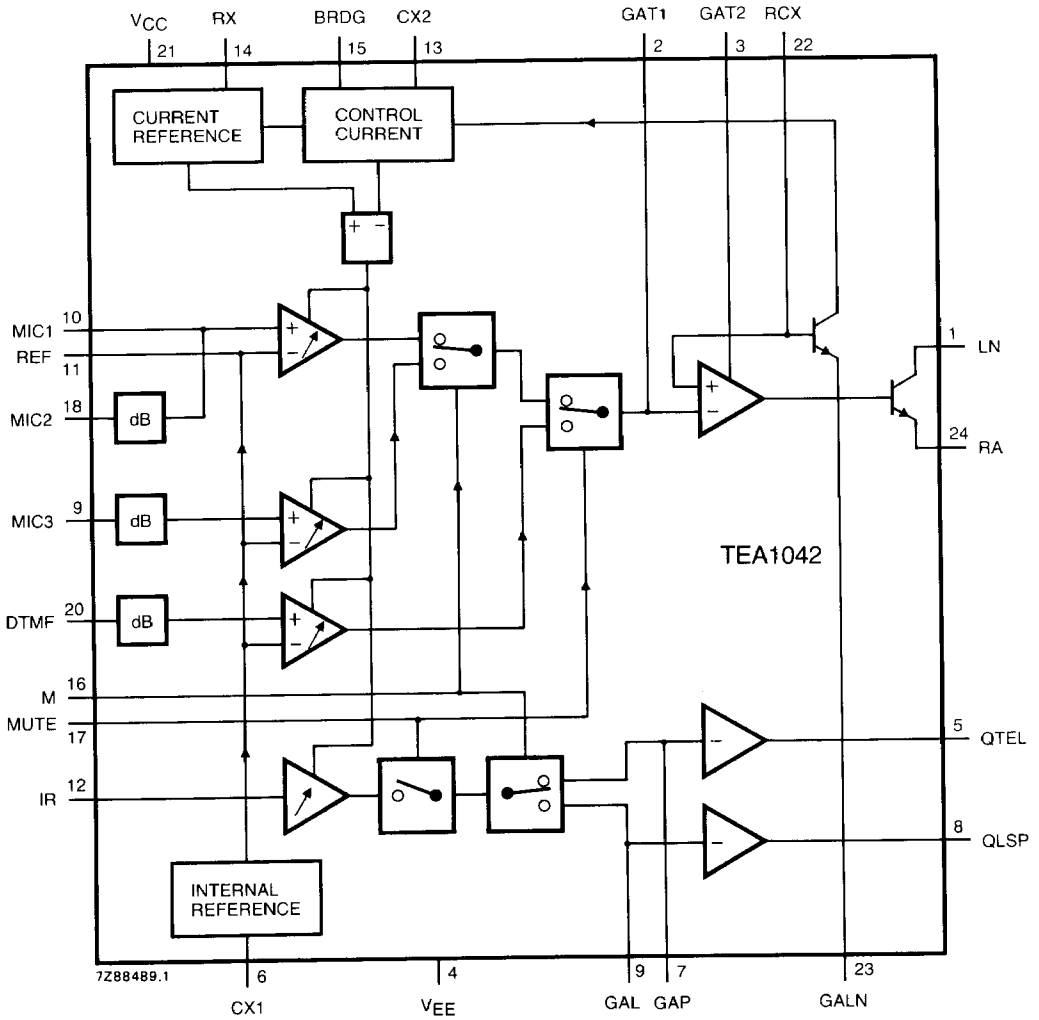 VCC RX BRDG CX2 GAT1 GAT2 RCX
21 14 15 13 2 3 22
CURRENT
REFERENCE
CONTROL
CURRENT
+ −
10
MIC1
REF
11
+
−
18
MIC2
dB
+
−
1
LN
24
RA
9
MIC3
dB
+
−
TEA1042
20
DTMF
dB
+
−
16
M
MUTE
17
12
IR
−
5
QTEL
−
8
QLSP
INTERNAL
REFERENCE
7Z88489.1
6 4 9 7 23
CX1 VEE GAL GAP GALN